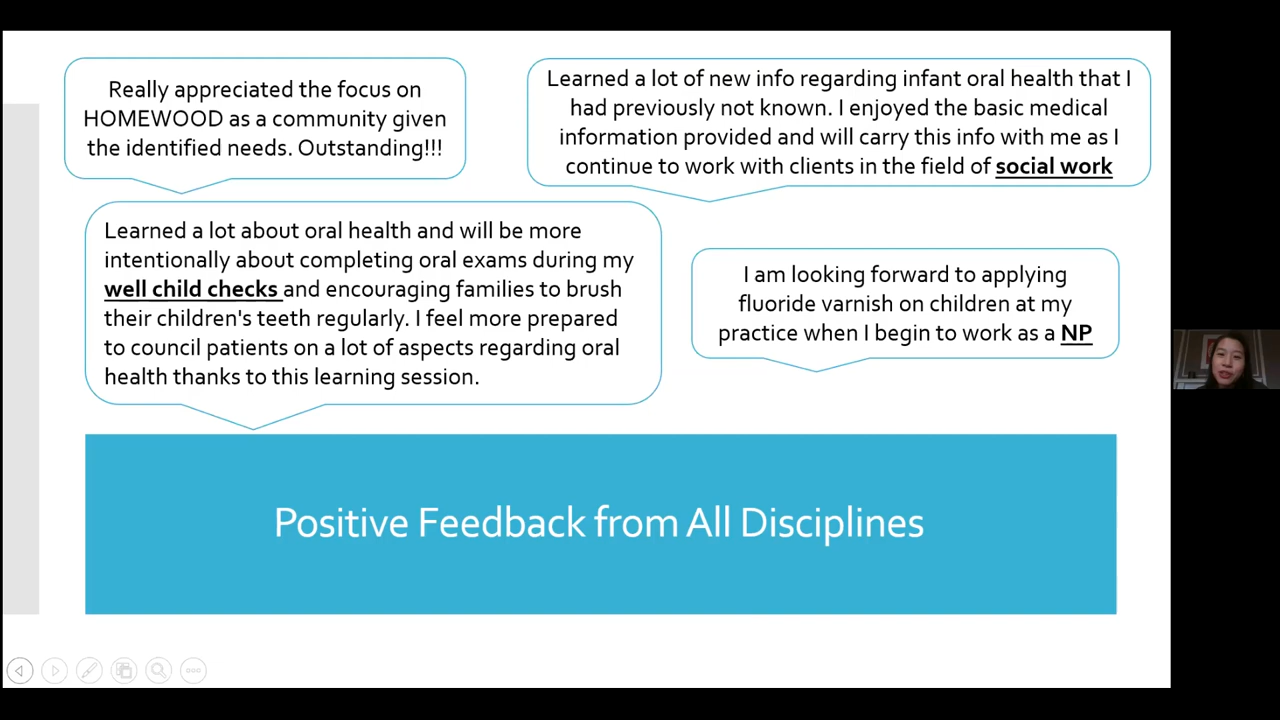 Really appreciated the focus on
HOMEWOOD as a community given
the identified needs. Outstanding!!!
Learned a lot of new info regarding infant oral health that I
had previously not known. I enjoyed the basic medical
information provided and will carry this info with me as I
continue to work with clients in the field of social work
Learned a lot about oral health and will be more
intentionally about completing oral exams during my
well child checks and encouraging families to brush
their children's teeth regularly. I feel more prepared
to council patients on a lot of aspects regarding oral
health thanks to this learning session.
I am looking forward to applying
fluoride varnish on children at my
practice when I begin to work as a NP
Positive Feedback from All Disciplines